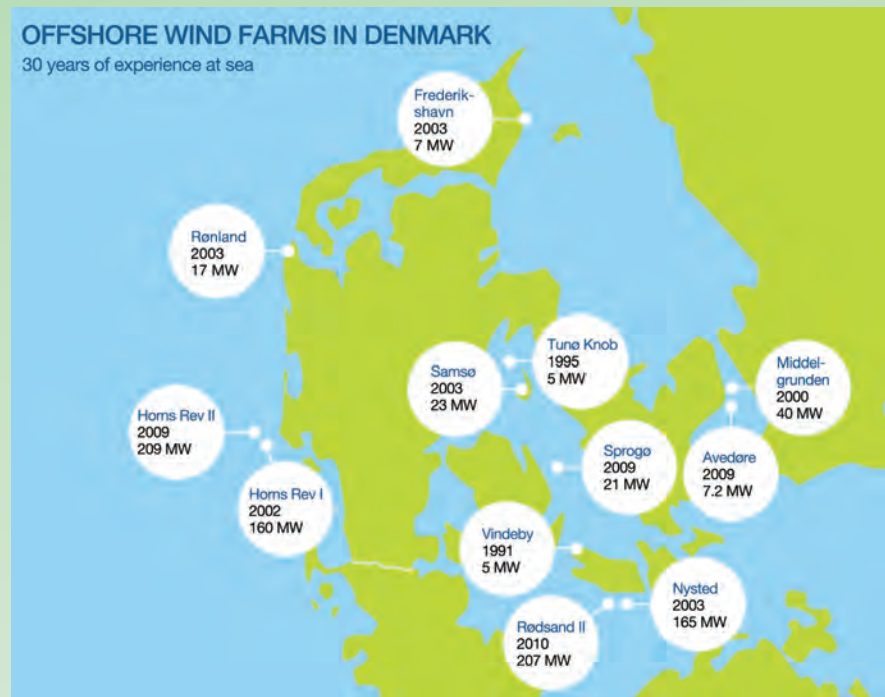 OFFSHORE WIND FARMS IN DENMARK
30 years of experience at sea
Frederik-
shavn
2003
7 MW
Rønland
2003
17 MW
Tunø Knob
1995
5 MW
Samsø
2003
23 MW
Middel-
grunden
2000
40 MW
Horns Rev II
2009
209 MW
Sprogø
2009
21 MW
Avedøre
2009
7.2 MW
Horns Rev I
2002
160 MW
Vindeby
1991
5 MW
Nysted
2003
165 MW
Rødsand II
2010
207 MW